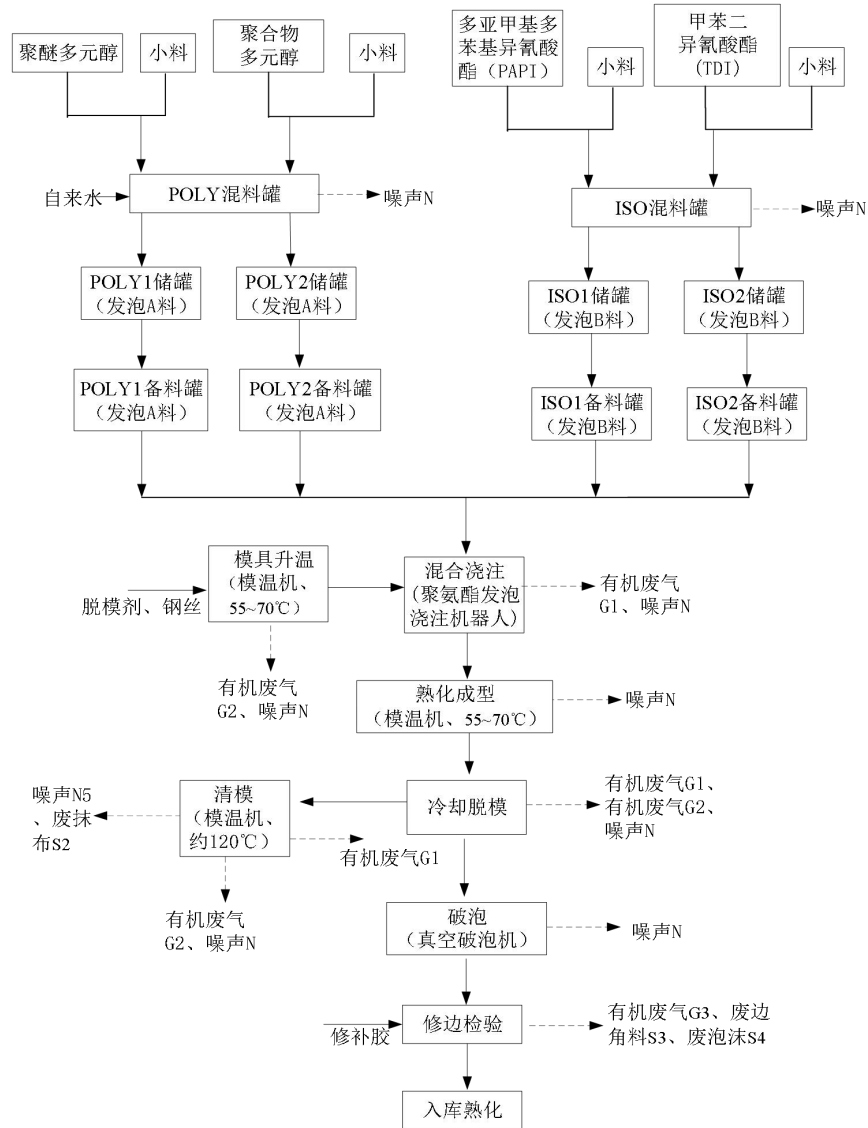 聚醚多元醇
小料
聚合物
多元醇
小料
多亚甲基多
苯基异氰酸
酯（PAPI）
小料
甲苯二
异氰酸酯
(TDI)
小料
自来水
POLY混料罐
噪声N
ISO混料罐
噪声N
POLY1储罐
（发泡A料）
POLY2储罐
（发泡A料）
ISO1储罐
（发泡B料）
ISO2储罐
（发泡B料）
POLY1备料罐
（发泡A料）
POLY2备料罐
（发泡A料）
ISO1备料罐
（发泡B料）
ISO2备料罐
（发泡B料）
脱模剂、钢丝
模具升温
（模温机、
55~70℃）
混合浇注
(聚氨酯发泡
浇注机器人)
有机废气
G1、噪声N
有机废气
G2、噪声N
熟化成型
（模温机、55~70℃）
噪声N
噪声N5
、废抹
布S2
清模
（模温机、
约120℃）
冷却脱模
有机废气G1、
有机废气G2、
噪声N
有机废气G1
有机废气
G2、噪声N
破泡
（真空破泡机）
噪声N
修补胶
修边检验
有机废气G3、废边
角料S3、废泡沫S4
入库熟化